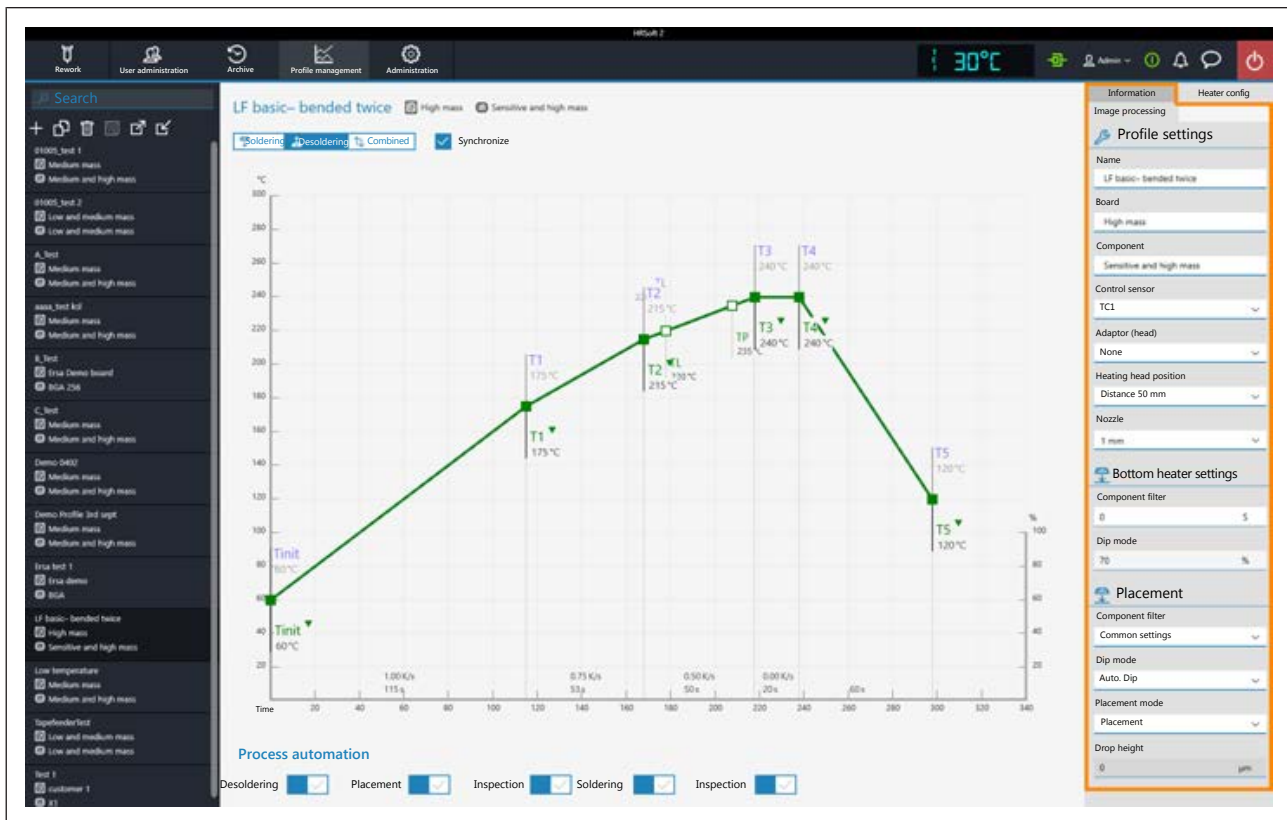 HRSoft 2
Rework
User administration
Archive
Profile management
Administration
30°C
Admin
Search
01005_test 1
Medium mass
Medium and high mass
01005_test 2
Low and medium mass
Low and medium mass
A_Test
Medium mass
Medium and high mass
Medium mass
Medium and high mass
B_Test
Ersa Demo board
BGA 256
C_Test
Medium mass
Medium and high mass
Demo 0402
Medium mass
Medium and high mass
Demo Profile 3rd sept
Medium mass
Medium and high mass
Ersa test 1
Ersa demo
BGA
LF basic– bended twice
High mass
Sensitive and high mass
Low temperature
Medium mass
Medium and high mass
TapefeederTest
Low and medium mass
Low and medium mass
Test 1
customer 1
X1
LF basic– bended twice
High mass
Sensitive and high mass
Soldering
Desoldering
Combined
Synchronize
°C
300
280
260
240
220
200
180
160
140
120
100
80
60
40
20
Tinit
60°C
Tinit
60°C
T1
175°C
T1
175°C
TL
T2
215°C
T2
215°C
TL
TP
235°C
T3
240°C
T3
240°C
T4
240°C
T4
240°C
T5
120°C
T5
120°C
%
100
80
60
40
20
1.00 K/s
115 s
0.75 K/s
53 s
0.50 K/s
50 s
0.00 K/s
20 s
60 s
Time
20
40
60
80
100
120
140
160
180
200
220
240
260
280
300
320
340
Process automation
Desoldering
Placement
Inspection
Soldering
Inspection
Information
Heater config
Image processing
Profile settings
Name
LF basic– bended twice
Board
High mass
Component
Sensitive and high mass
Control sensor
TC1
Adaptor (head)
None
Heating head position
Distance 50 mm
Nozzle
1 mm
Bottom heater settings
Component filter
0 S
Dip mode
70 %
Placement
Component filter
Common settings
Dip mode
Auto. Dip
Placement mode
Placement
Drop height
0 µm